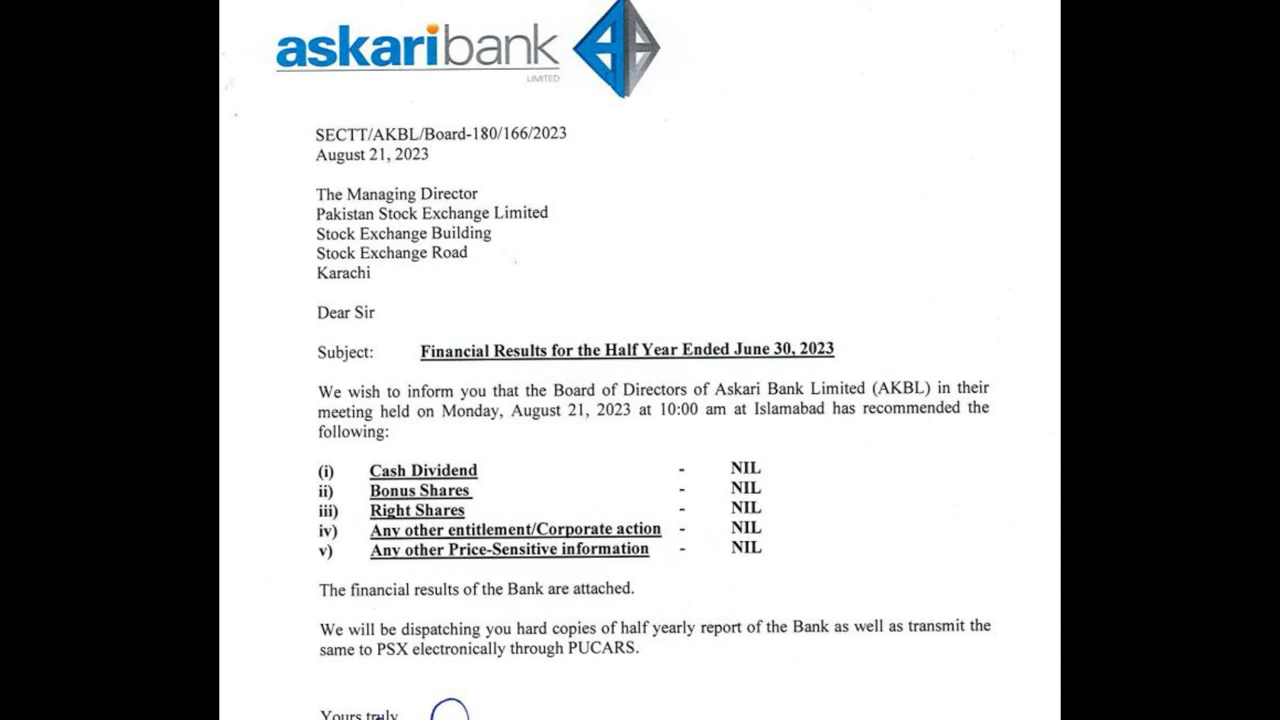 askaribank
LIMITED
SECTT/AKBL/Board-180/166/2023
August 21, 2023
The Managing Director
Pakistan Stock Exchange Limited
Stock Exchange Building
Stock Exchange Road
Karachi
Dear Sir
Subject: Financial Results for the Half Year Ended June 30, 2023
We wish to inform you that the Board of Directors of Askari Bank Limited (AKBL) in their
meeting held on Monday, August 21, 2023 at 10:00 am at Islamabad has recommended the
following:
(i) Cash Dividend - NIL
ii) Bonus Shares - NIL
iii) Right Shares - NIL
iv) Any other entitlement/Corporate action - NIL
v) Any other Price-Sensitive information - NIL
The financial results of the Bank are attached.
We will be dispatching you hard copies of half yearly report of the Bank as well as transmit the
same to PSX electronically through PUCARS.
Yours truly